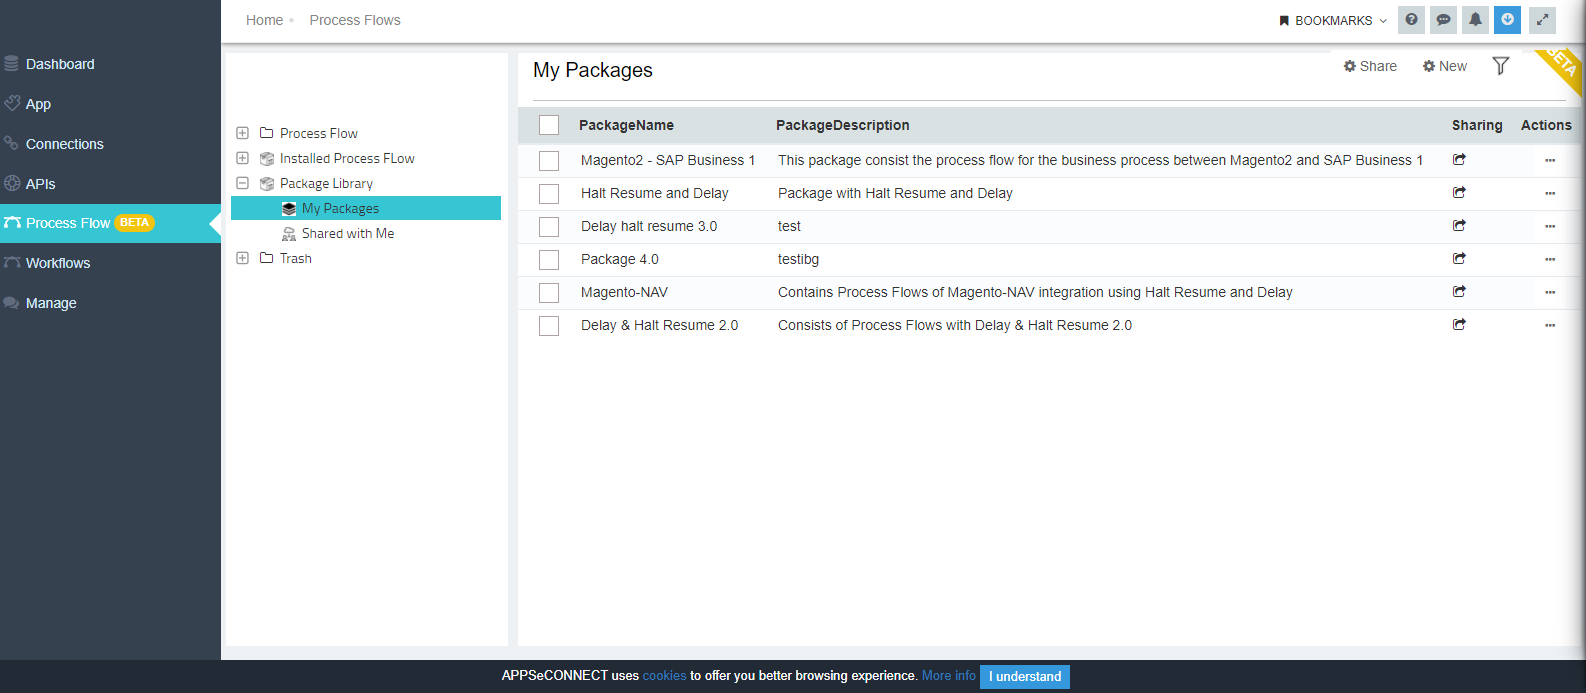 Home • Process Flows
BOOKMARKS
Dashboard
App
Connections
APIs
Process Flow BETA
Workflows
Manage
Process Flow
Installed Process FLow
Package Library
My Packages
Shared with Me
Trash
My Packages
Share New
BETA
PackageName PackageDescription Sharing Actions
Magento2 - SAP Business 1 This package consist the process flow for the business process between Magento2 and SAP Business 1
Halt Resume and Delay Package with Halt Resume and Delay
Delay halt resume 3.0 test
Package 4.0 testibg
Magento-NAV Contains Process Flows of Magento-NAV integration using Halt Resume and Delay
Delay & Halt Resume 2.0 Consists of Process Flows with Delay & Halt Resume 2.0
APPSeCONNECT uses cookies to offer you better browsing experience. More info I understand